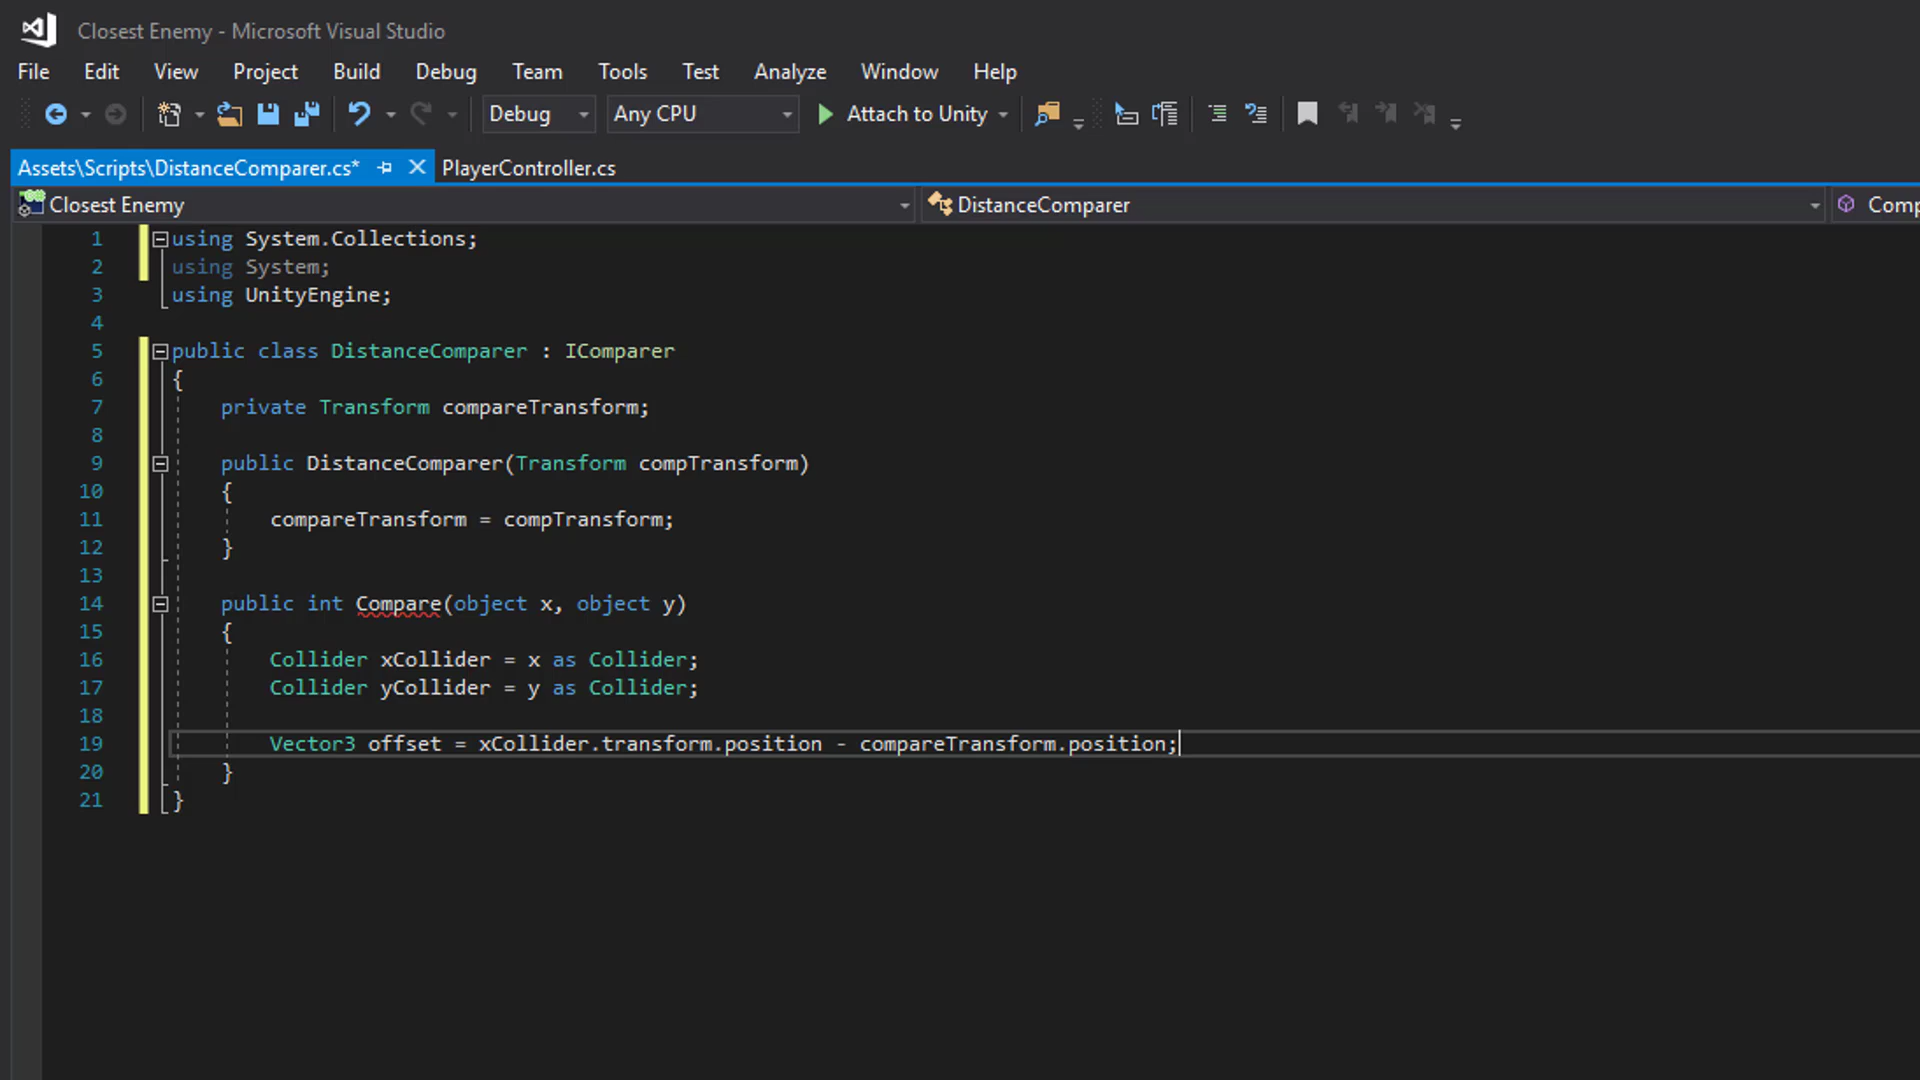 Closest Enemy - Microsoft Visual Studio
File Edit View Project Build Debug Team Tools Test Analyze Window Help
Debug Any CPU Attach to Unity
Assets\Scripts\DistanceComparer.cs* PlayerController.cs
Closest Enemy DistanceComparer Comp
1 using System.Collections;
2 using System;
3 using UnityEngine;
4
5 public class DistanceComparer : IComparer
6 {
7 private Transform compareTransform;
8
9 public DistanceComparer(Transform compTransform)
10 {
11 compareTransform = compTransform;
12 }
13
14 public int Compare(object x, object y)
15 {
16 Collider xCollider = x as Collider;
17 Collider yCollider = y as Collider;
18
19 Vector3 offset = xCollider.transform.position - compareTransform.position;
20 }
21 }